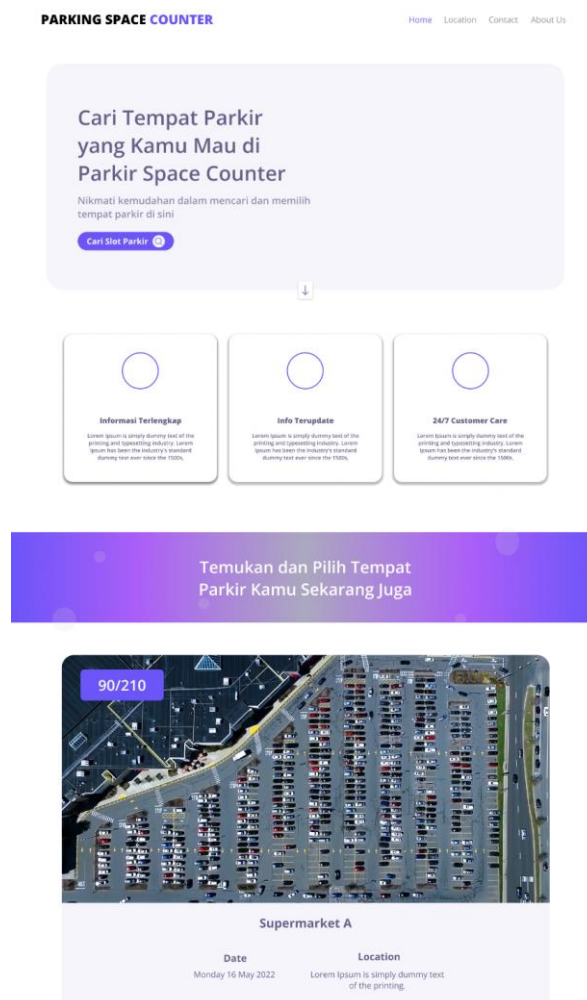 PARKING SPACE COUNTER
Home Location Contact About Us
Cari Tempat Parkir
yang Kamu Mau di
Parkir Space Counter
Nikmati kemudahan dalam mencari dan memilih
tempat parkir di sini
Cari Slot Parkir
Informasi Terlengkap
Lorem Ipsum is simply dummy text of the
printing and typesetting industry. Lorem
Ipsum has been the industry's standard
dummy text ever since the 1500s,
Info Terupdate
Lorem Ipsum is simply dummy text of the
printing and typesetting industry. Lorem
Ipsum has been the industry's standard
dummy text ever since the 1500s,
24/7 Customer Care
Lorem Ipsum is simply dummy text of the
printing and typesetting industry. Lorem
Ipsum has been the industry's standard
dummy text ever since the 1500s,
Temukan dan Pilih Tempat
Parkir Kamu Sekarang Juga
90/210
Supermarket A
Date
Monday 16 May 2022
Location
Lorem Ipsum is simply dummy text
of the printing.